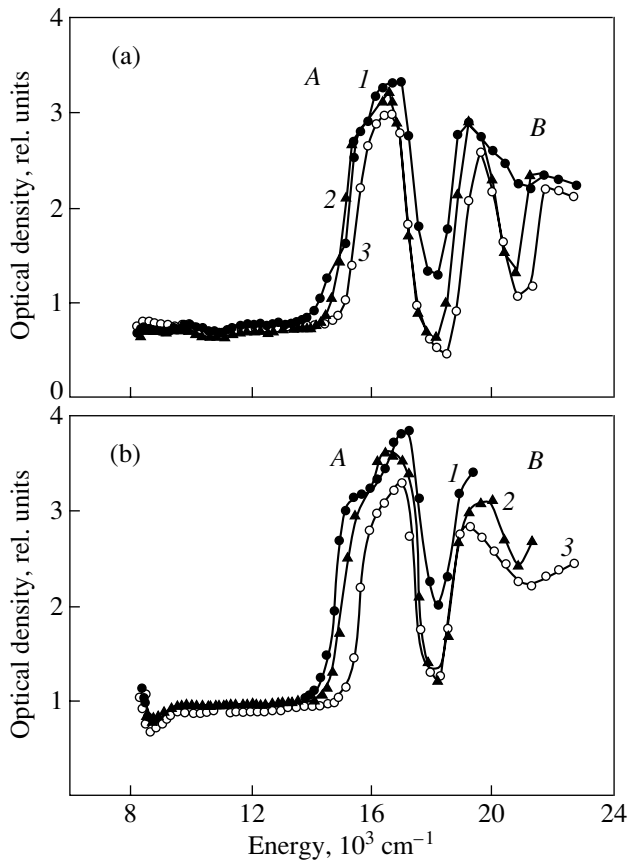 (a)
A
1
2
3
B
4
3
2
1
0
Optical density, rel. units
(b)
A
1
2
3
B
4
3
2
1
Optical density, rel. units
8 12 16 20 24
Energy, 10³ cm⁻¹